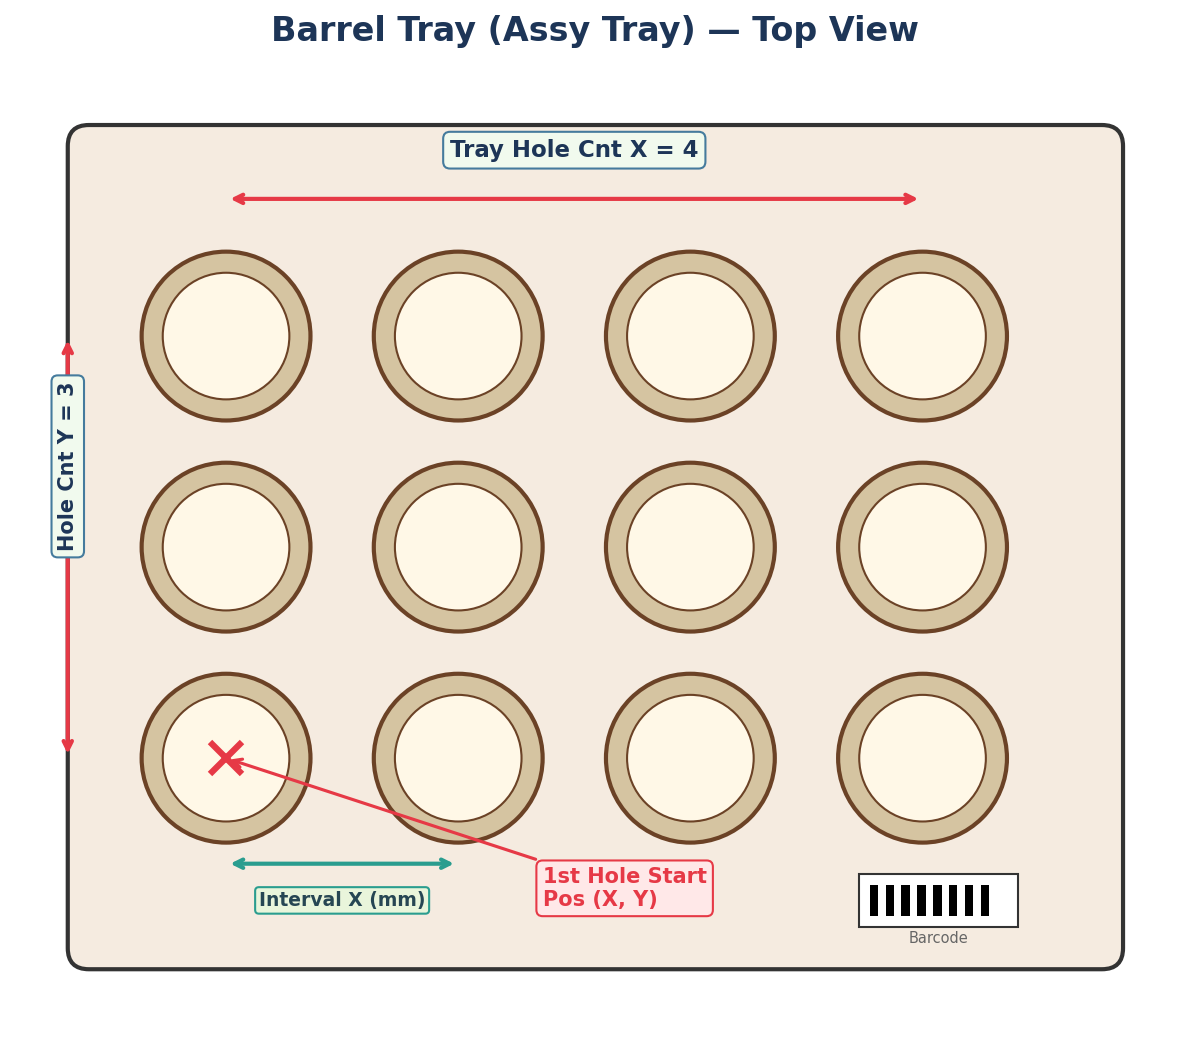 Barrel Tray (Assy Tray) — Top View
Tray Hole Cnt X = 4
Hole Cnt Y = 3
1st Hole Start
Pos (X, Y)
Interval X (mm)
Barcode